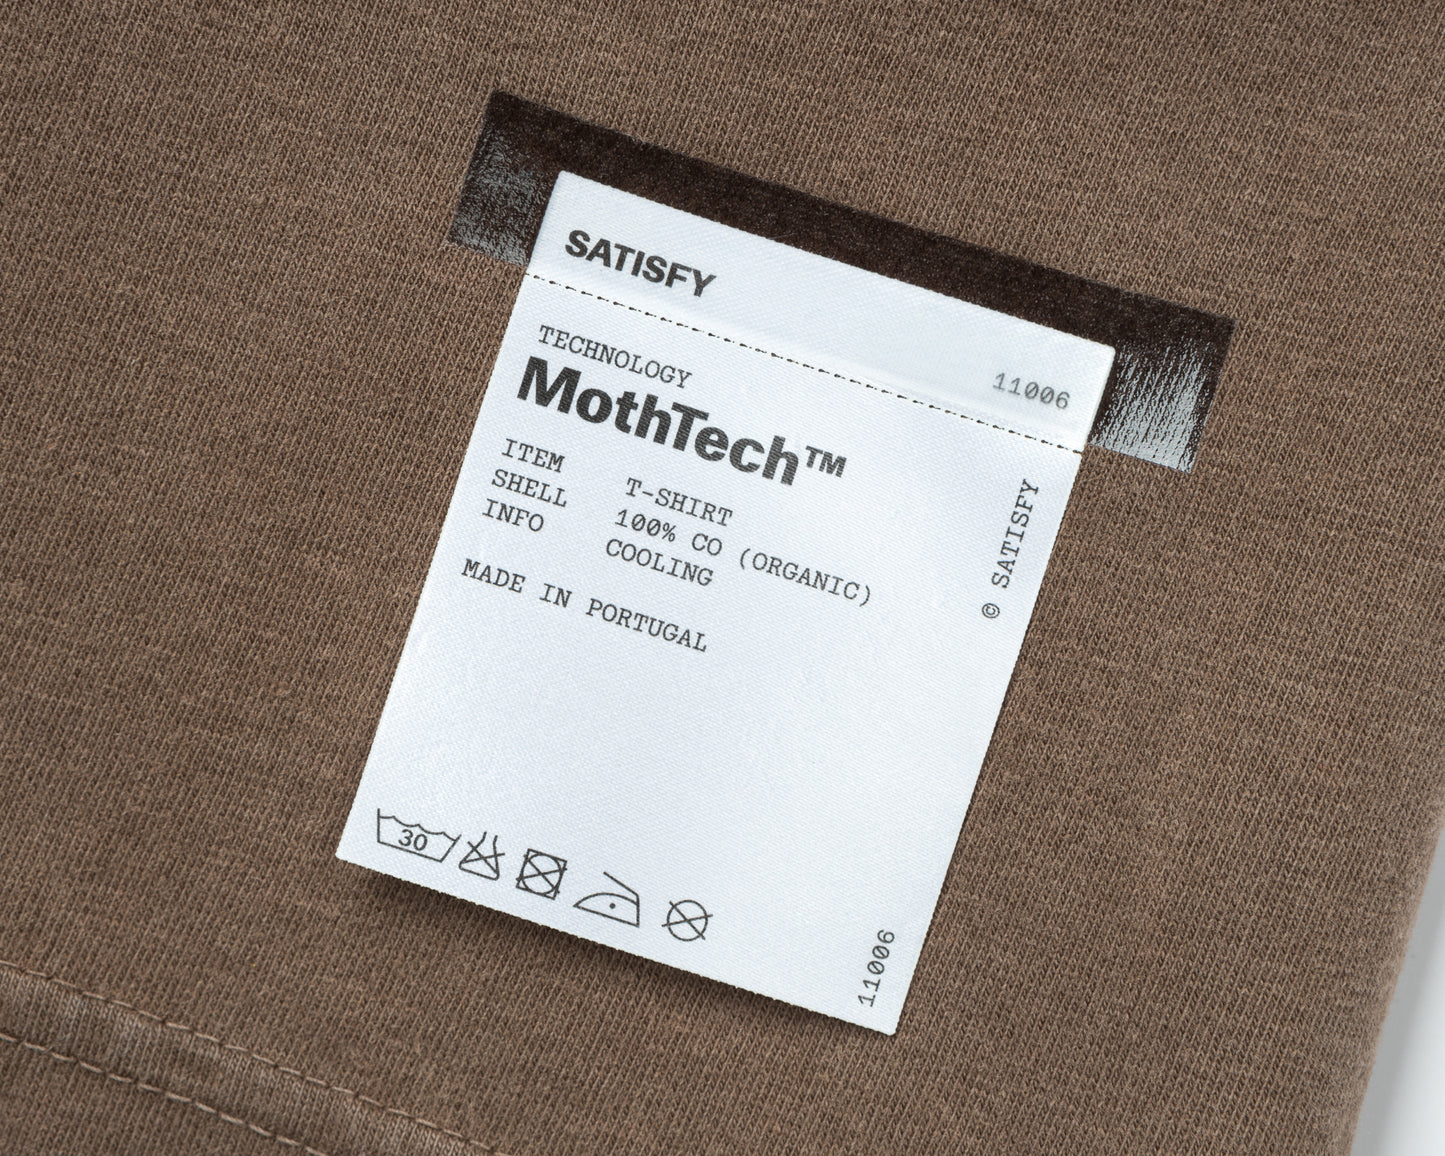 SATISFY
11006
TECHNOLOGY
MothTech™
ITEM T-SHIRT
SHELL 100% CO (ORGANIC)
INFO COOLING
MADE IN PORTUGAL
© SATISFY
30
11006